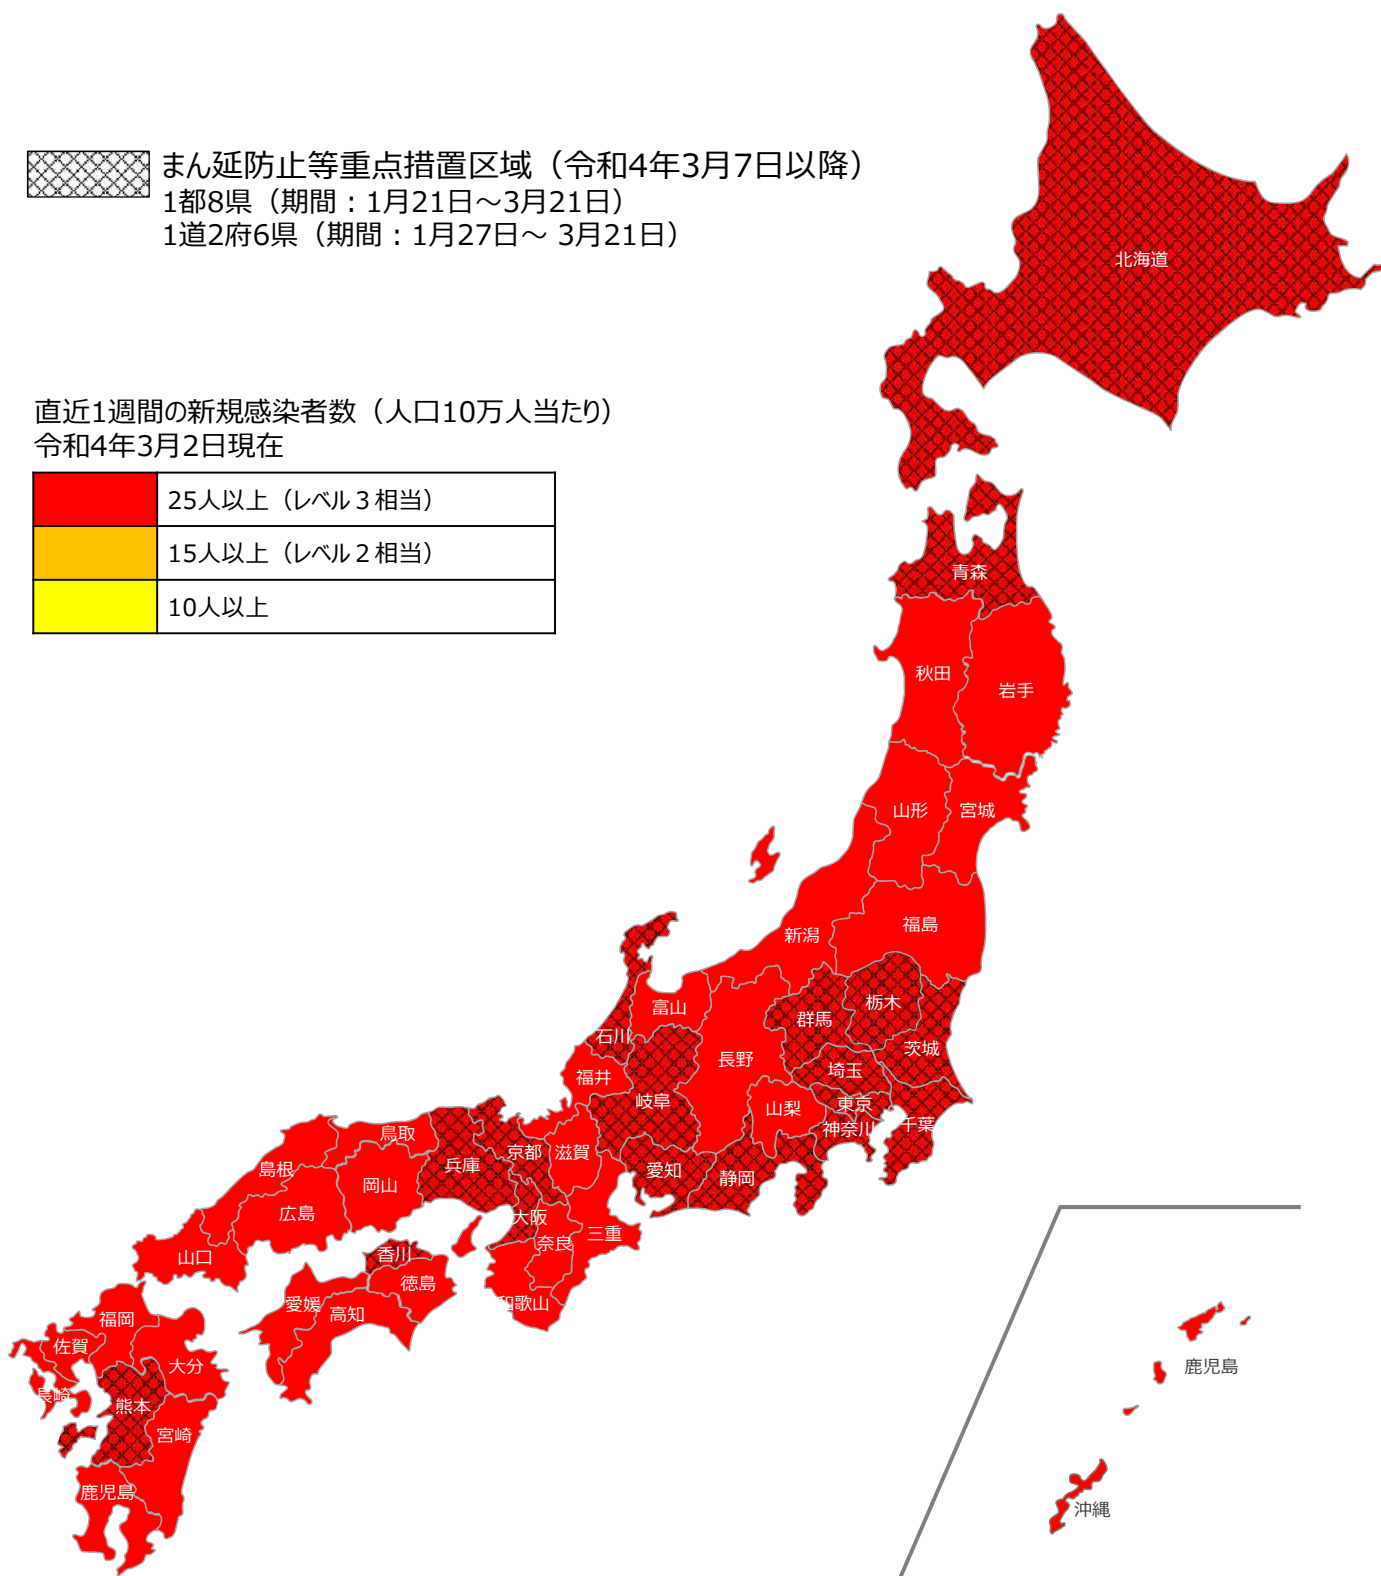 まん延防止等重点措置区域（令和4年3月7日以降）
1都8県（期間：1月21日～3月21日）
1道2府6県（期間：1月27日～ 3月21日）
直近1週間の新規感染者数（人口10万人当たり）
令和4年3月2日現在
25人以上（レベル３相当）
15人以上（レベル２相当）
10人以上
北海道
青森
秋田
岩手
山形
宮城
福島
新潟
富山
石川
福井
長野
群馬
栃木
茨城
埼玉
東京
山梨
神奈川
千葉
岐阜
静岡
愛知
滋賀
京都
兵庫
大阪
奈良
三重
和歌山
鳥取
島根
岡山
広島
山口
香川
徳島
愛媛
高知
福岡
佐賀
長崎
大分
熊本
宮崎
鹿児島
鹿児島
沖縄